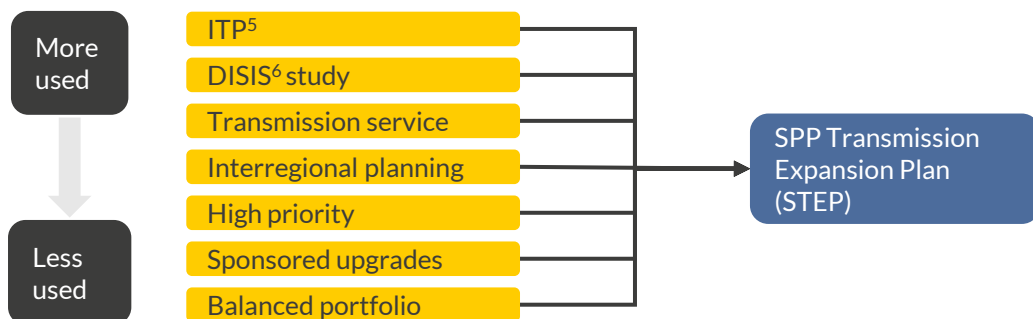 More
used
Less
used
ITP⁵
DISIS⁶ study
Transmission service
Interregional planning
High priority
Sponsored upgrades
Balanced portfolio
SPP Transmission
Expansion Plan
(STEP)